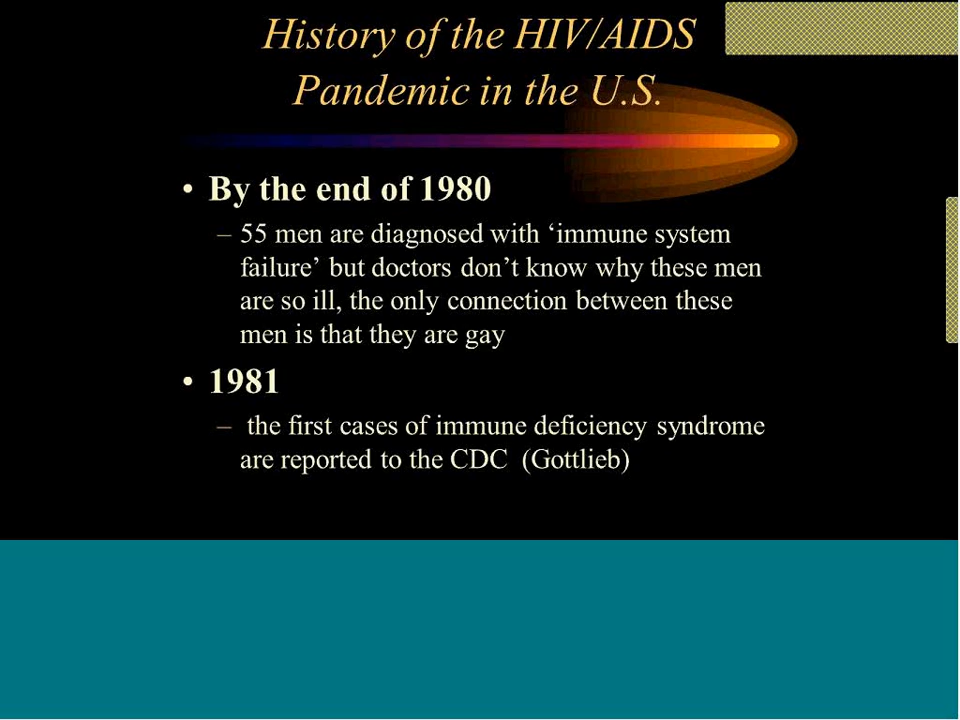 History of the HIV/AIDS
Pandemic in the U.S.
• By the end of 1980
– 55 men are diagnosed with ‘immune system
failure’ but doctors don’t know why these men
are so ill, the only connection between these
men is that they are gay
• 1981
– the first cases of immune deficiency syndrome
are reported to the CDC (Gottlieb)